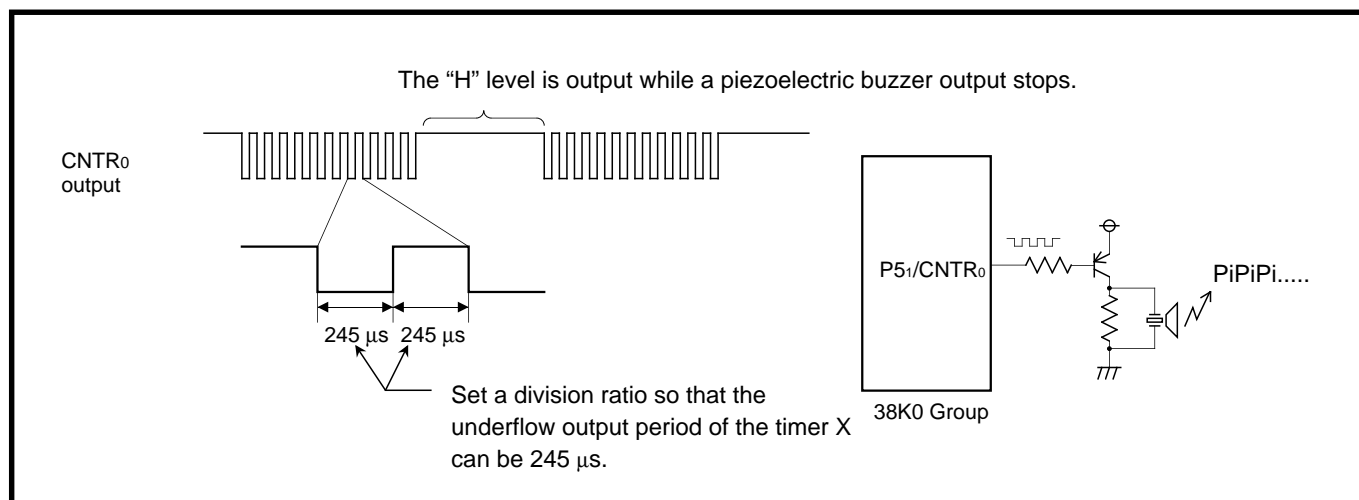 The “H” level is output while a piezoelectric buzzer output stops.
CNTR0
output
P51/CNTR0
PiPiPi.....
245 μs 245 μs
38K0 Group
Set a division ratio so that the
underflow output period of the timer X
can be 245 μs.